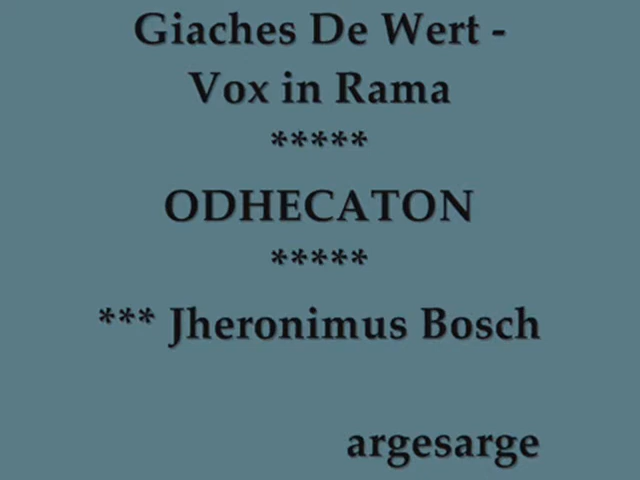 Giaches De Wert -
Vox in Rama
*****
ODHECATON
*****
*** Jheronimus Bosch
argesarge